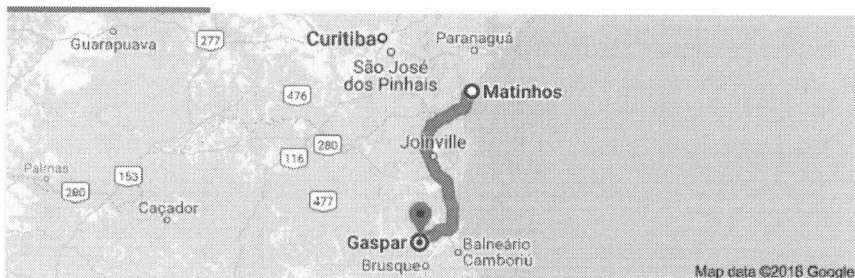 Guarapuava
277
Curitiba
Paranaguá
São José
dos Pinhais
476
Matinhos
280
116
Joinville
Palmas
153
280
477
Caçador
Gaspar
Balneário
Camboriú
Brusque
Map data ©2016 Google